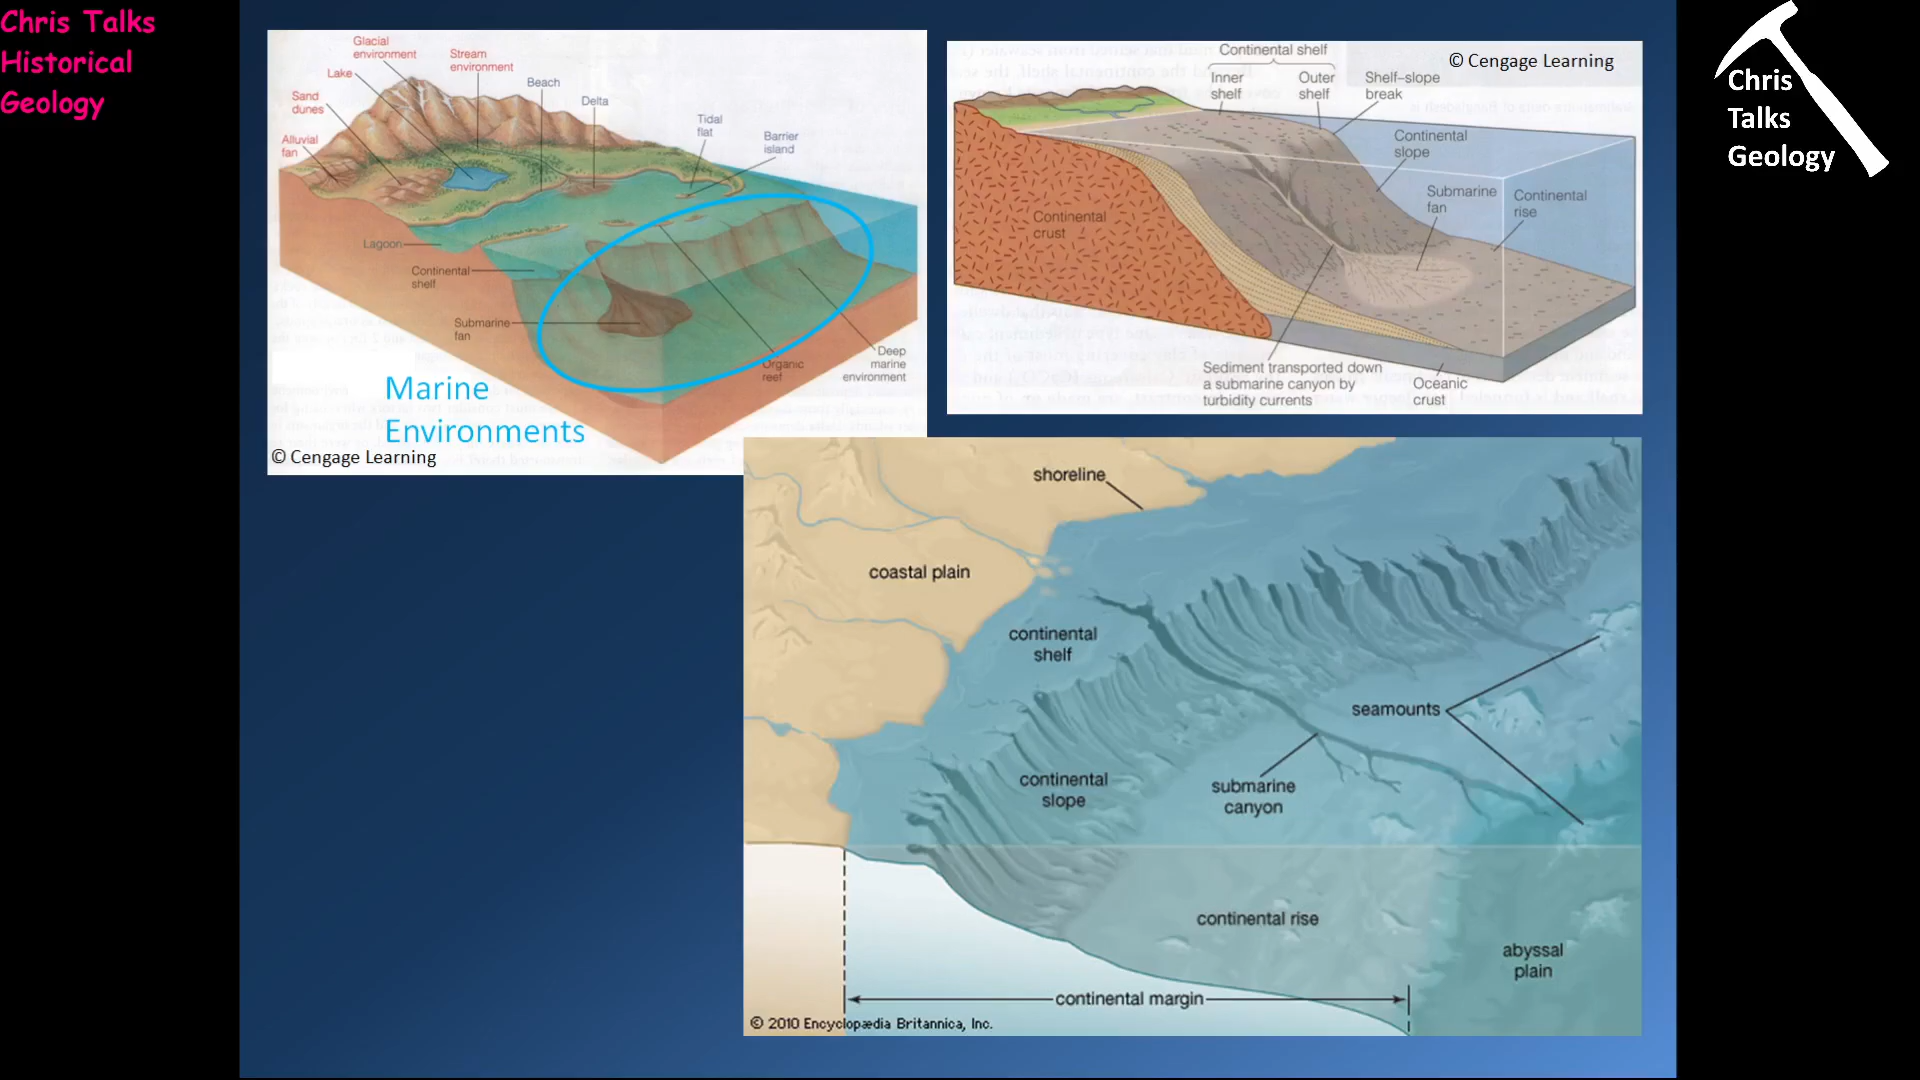 Chris Talks
Historical
Geology
Glacial
environment
Stream
environment
Lake
Beach
Sand
dunes
Delta
Tidal
flat
Barrier
island
Alluvial
fan
Lagoon
Continental
shelf
Submarine
fan
Organic
reef
Deep
marine
environment
Marine
Environments
© Cengage Learning
Continental shelf
© Cengage Learning
Inner
shelf
Outer
shelf
Shelf–slope
break
Continental
slope
Submarine
fan
Continental
rise
Continental
crust
Sediment transported down
a submarine canyon by
turbidity currents
Oceanic
crust
Chris
Talks
Geology
shoreline
coastal plain
continental
shelf
seamounts
continental
slope
submarine
canyon
continental rise
abyssal
plain
continental margin
© 2010 Encyclopædia Britannica, Inc.